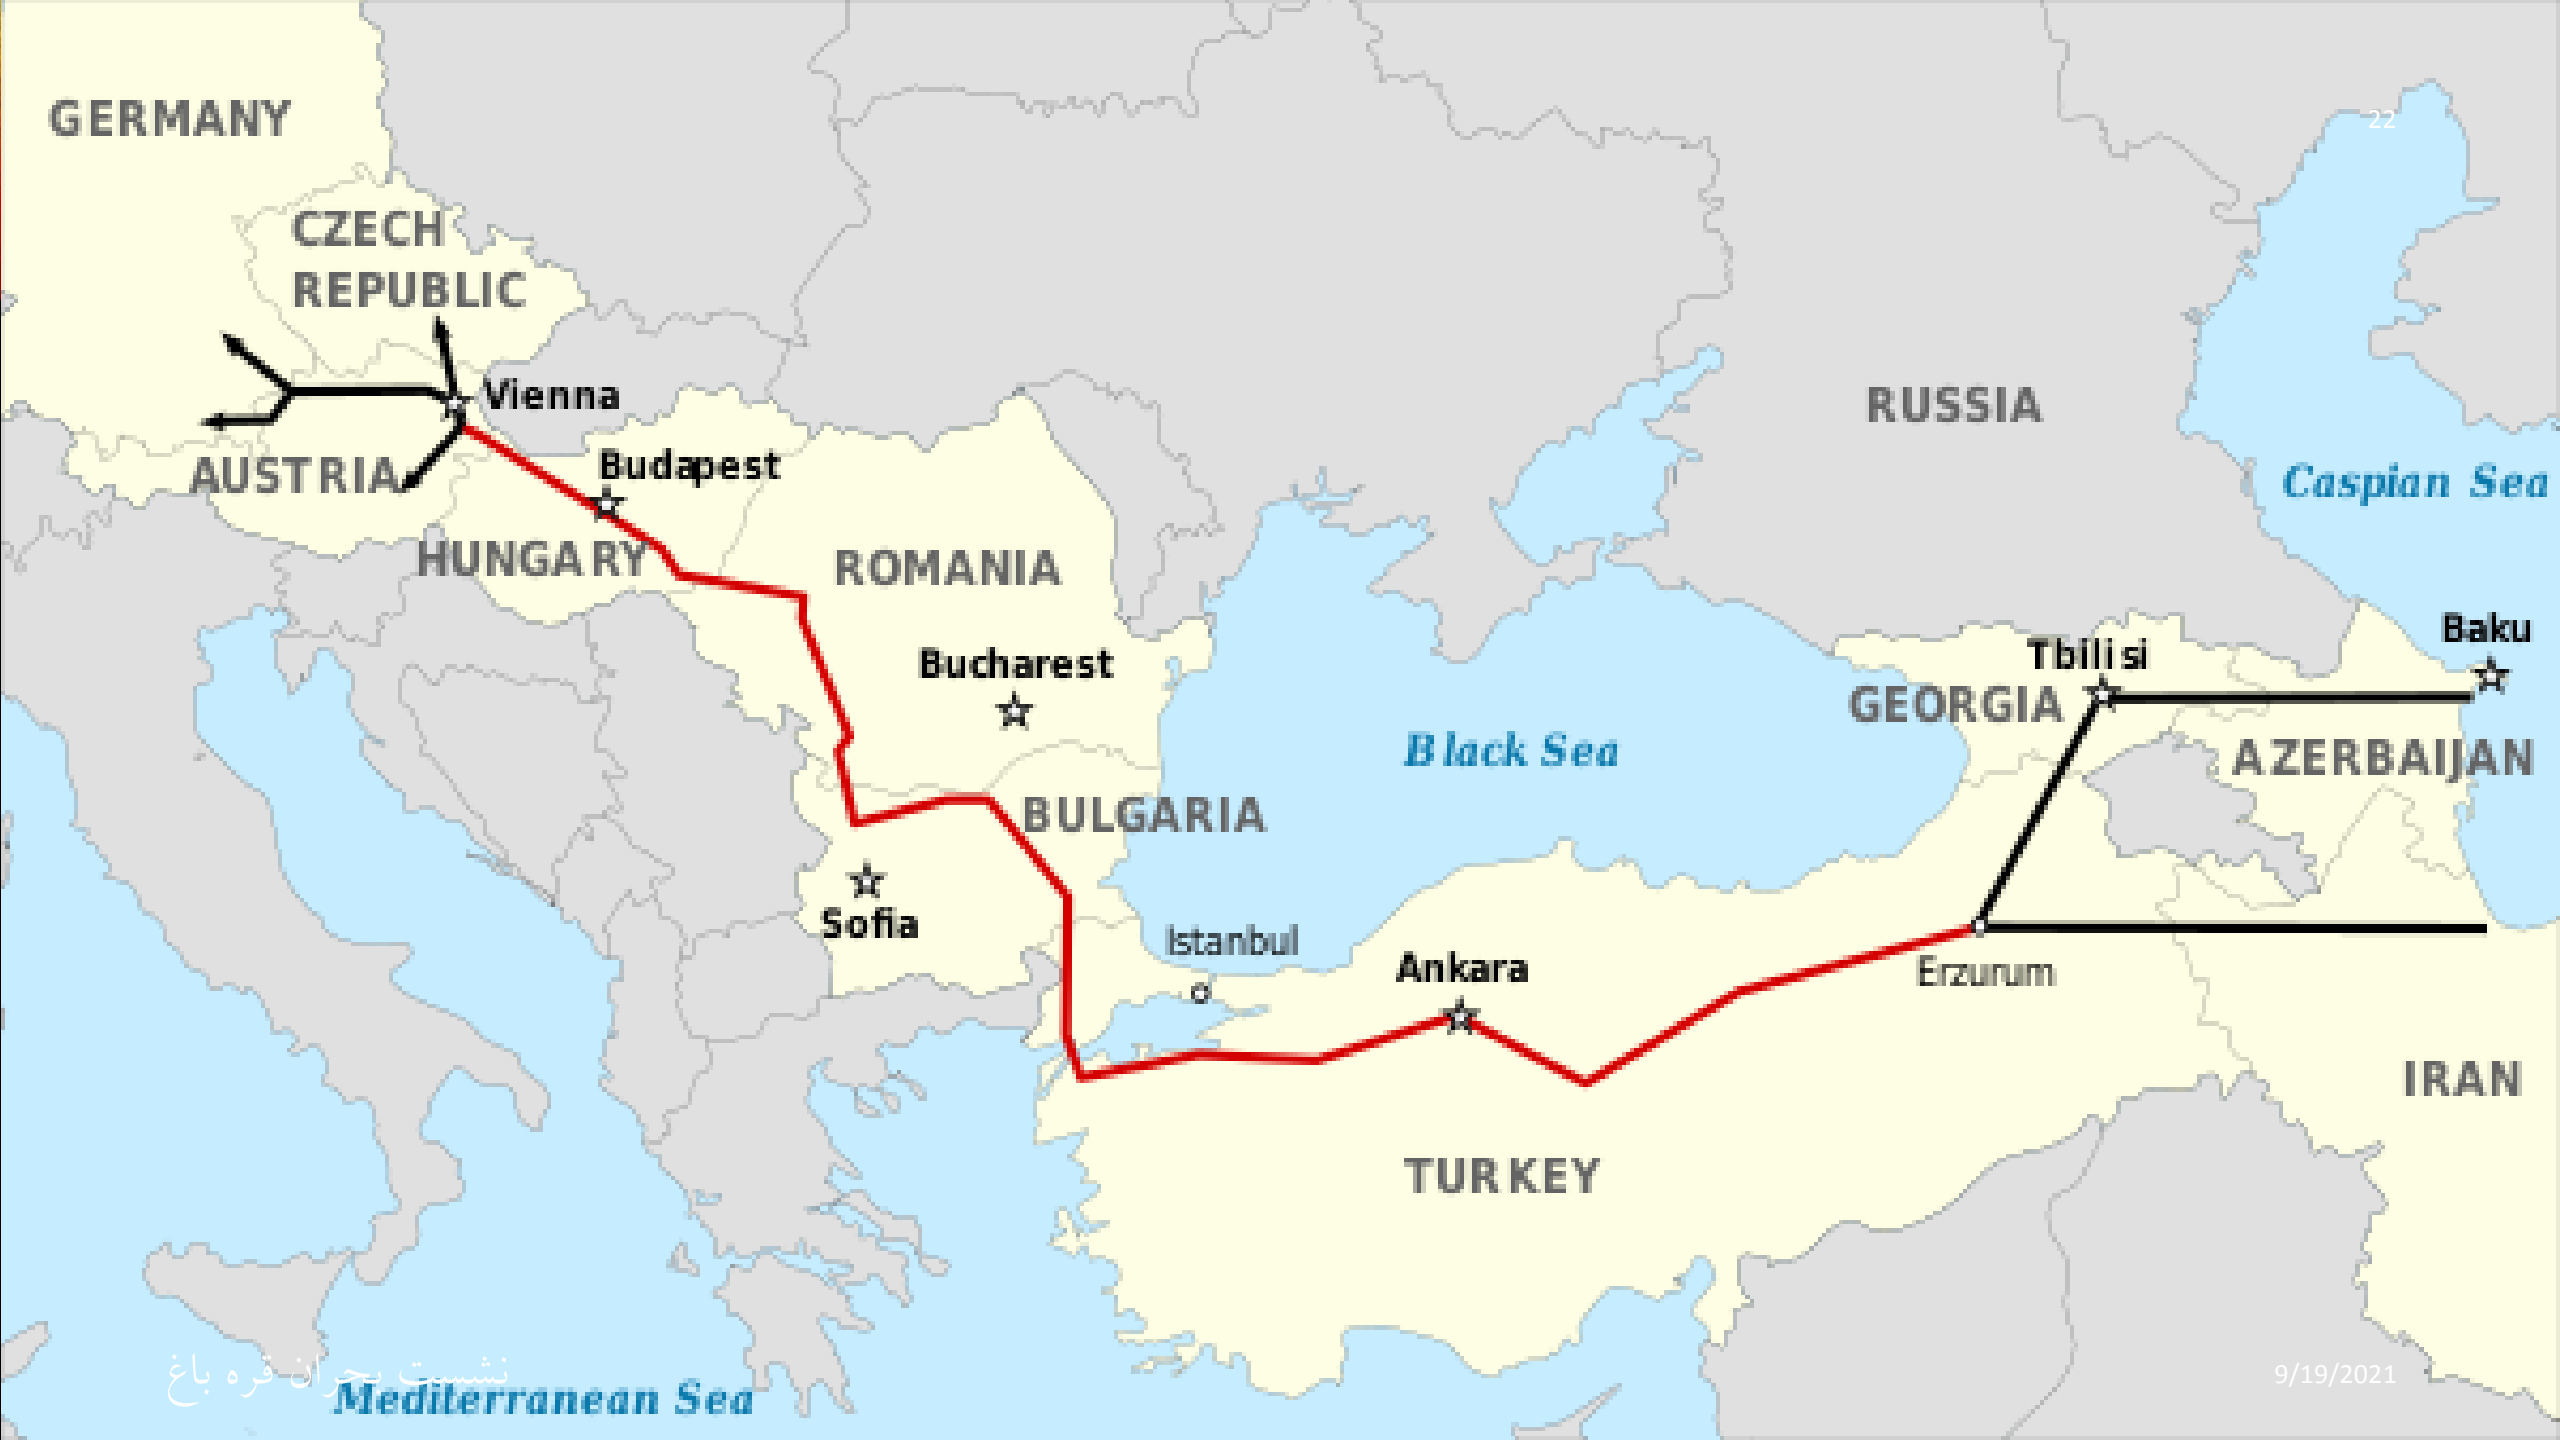 22
GERMANY
CZECH
REPUBLIC
Vienna
RUSSIA
AUSTRIA
Budapest
Caspian Sea
HUNGARY
ROMANIA
Baku
Tbilisi
Bucharest
GEORGIA
Black Sea
AZERBAIJAN
BULGARIA
Sofia
Istanbul
Ankara
Erzurum
IRAN
TURKEY
نشست بحران قره باغ
9/19/2021
Mediterranean Sea